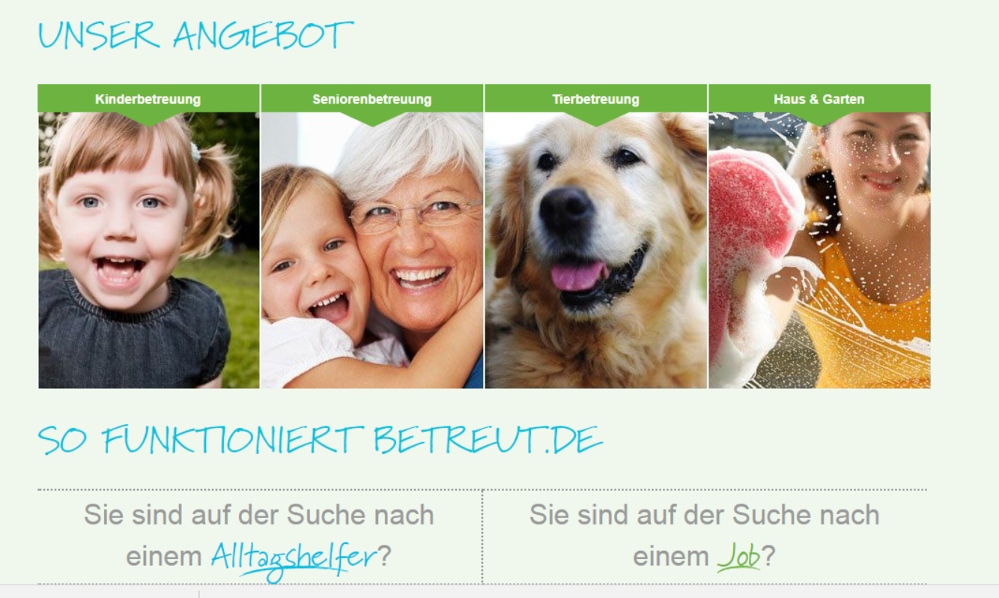 UNSER ANGEBOT
Kinderbetreuung
Seniorenbetreuung
Tierbetreuung
Haus & Garten
SO FUNKTIONIERT BETREUT.DE
Sie sind auf der Suche nach
einem Alltagshelfer?
Sie sind auf der Suche nach
einem Job?